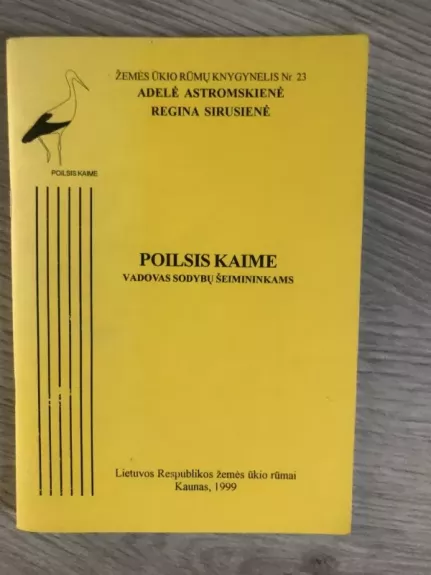 ŽEMĖS ŪKIO RŪMŲ KNYGYNELIS Nr. 23
ADELĖ ASTROMSKIENĖ
REGINA SIRUSIENĖ
POILSIS KAIME
POILSIS KAIME
VADOVAS SODYBŲ ŠEIMININKAMS
Lietuvos Respublikos žemės ūkio rūmai
Kaunas, 1999